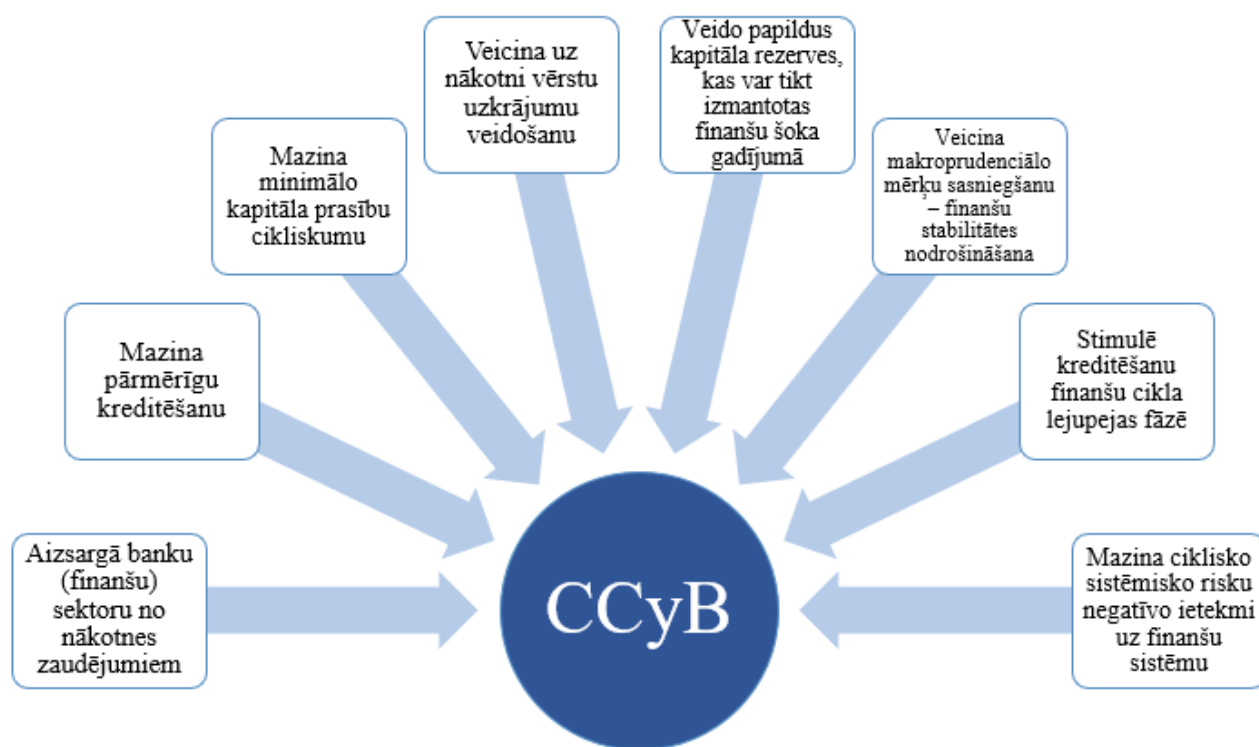 Aizsargā banku
(finanšu)
sektoru no
nākotnes
zaudējumiem
Mazina
pārmērīgu
kreditēšanu
Mazina
minimālo
kapitāla prasību
cikliskumu
Veicina uz
nākotni vērstu
uzkrājumu
veidošanu
Veido papildus
kapitāla rezerves,
kas var tikt
izmantotas
finanšu šoka
gadījumā
Veicina
makroprudenciālo
mērķu sasniegšanu
– finanšu
stabilitātes
nodrošināšana
Stimulē
kreditēšanu
finanšu cikla
lejupejas fāzē
Mazina ciklisko
sistēmisko risku
negatīvo ietekmi
uz finanšu
sistēmu
CCyB